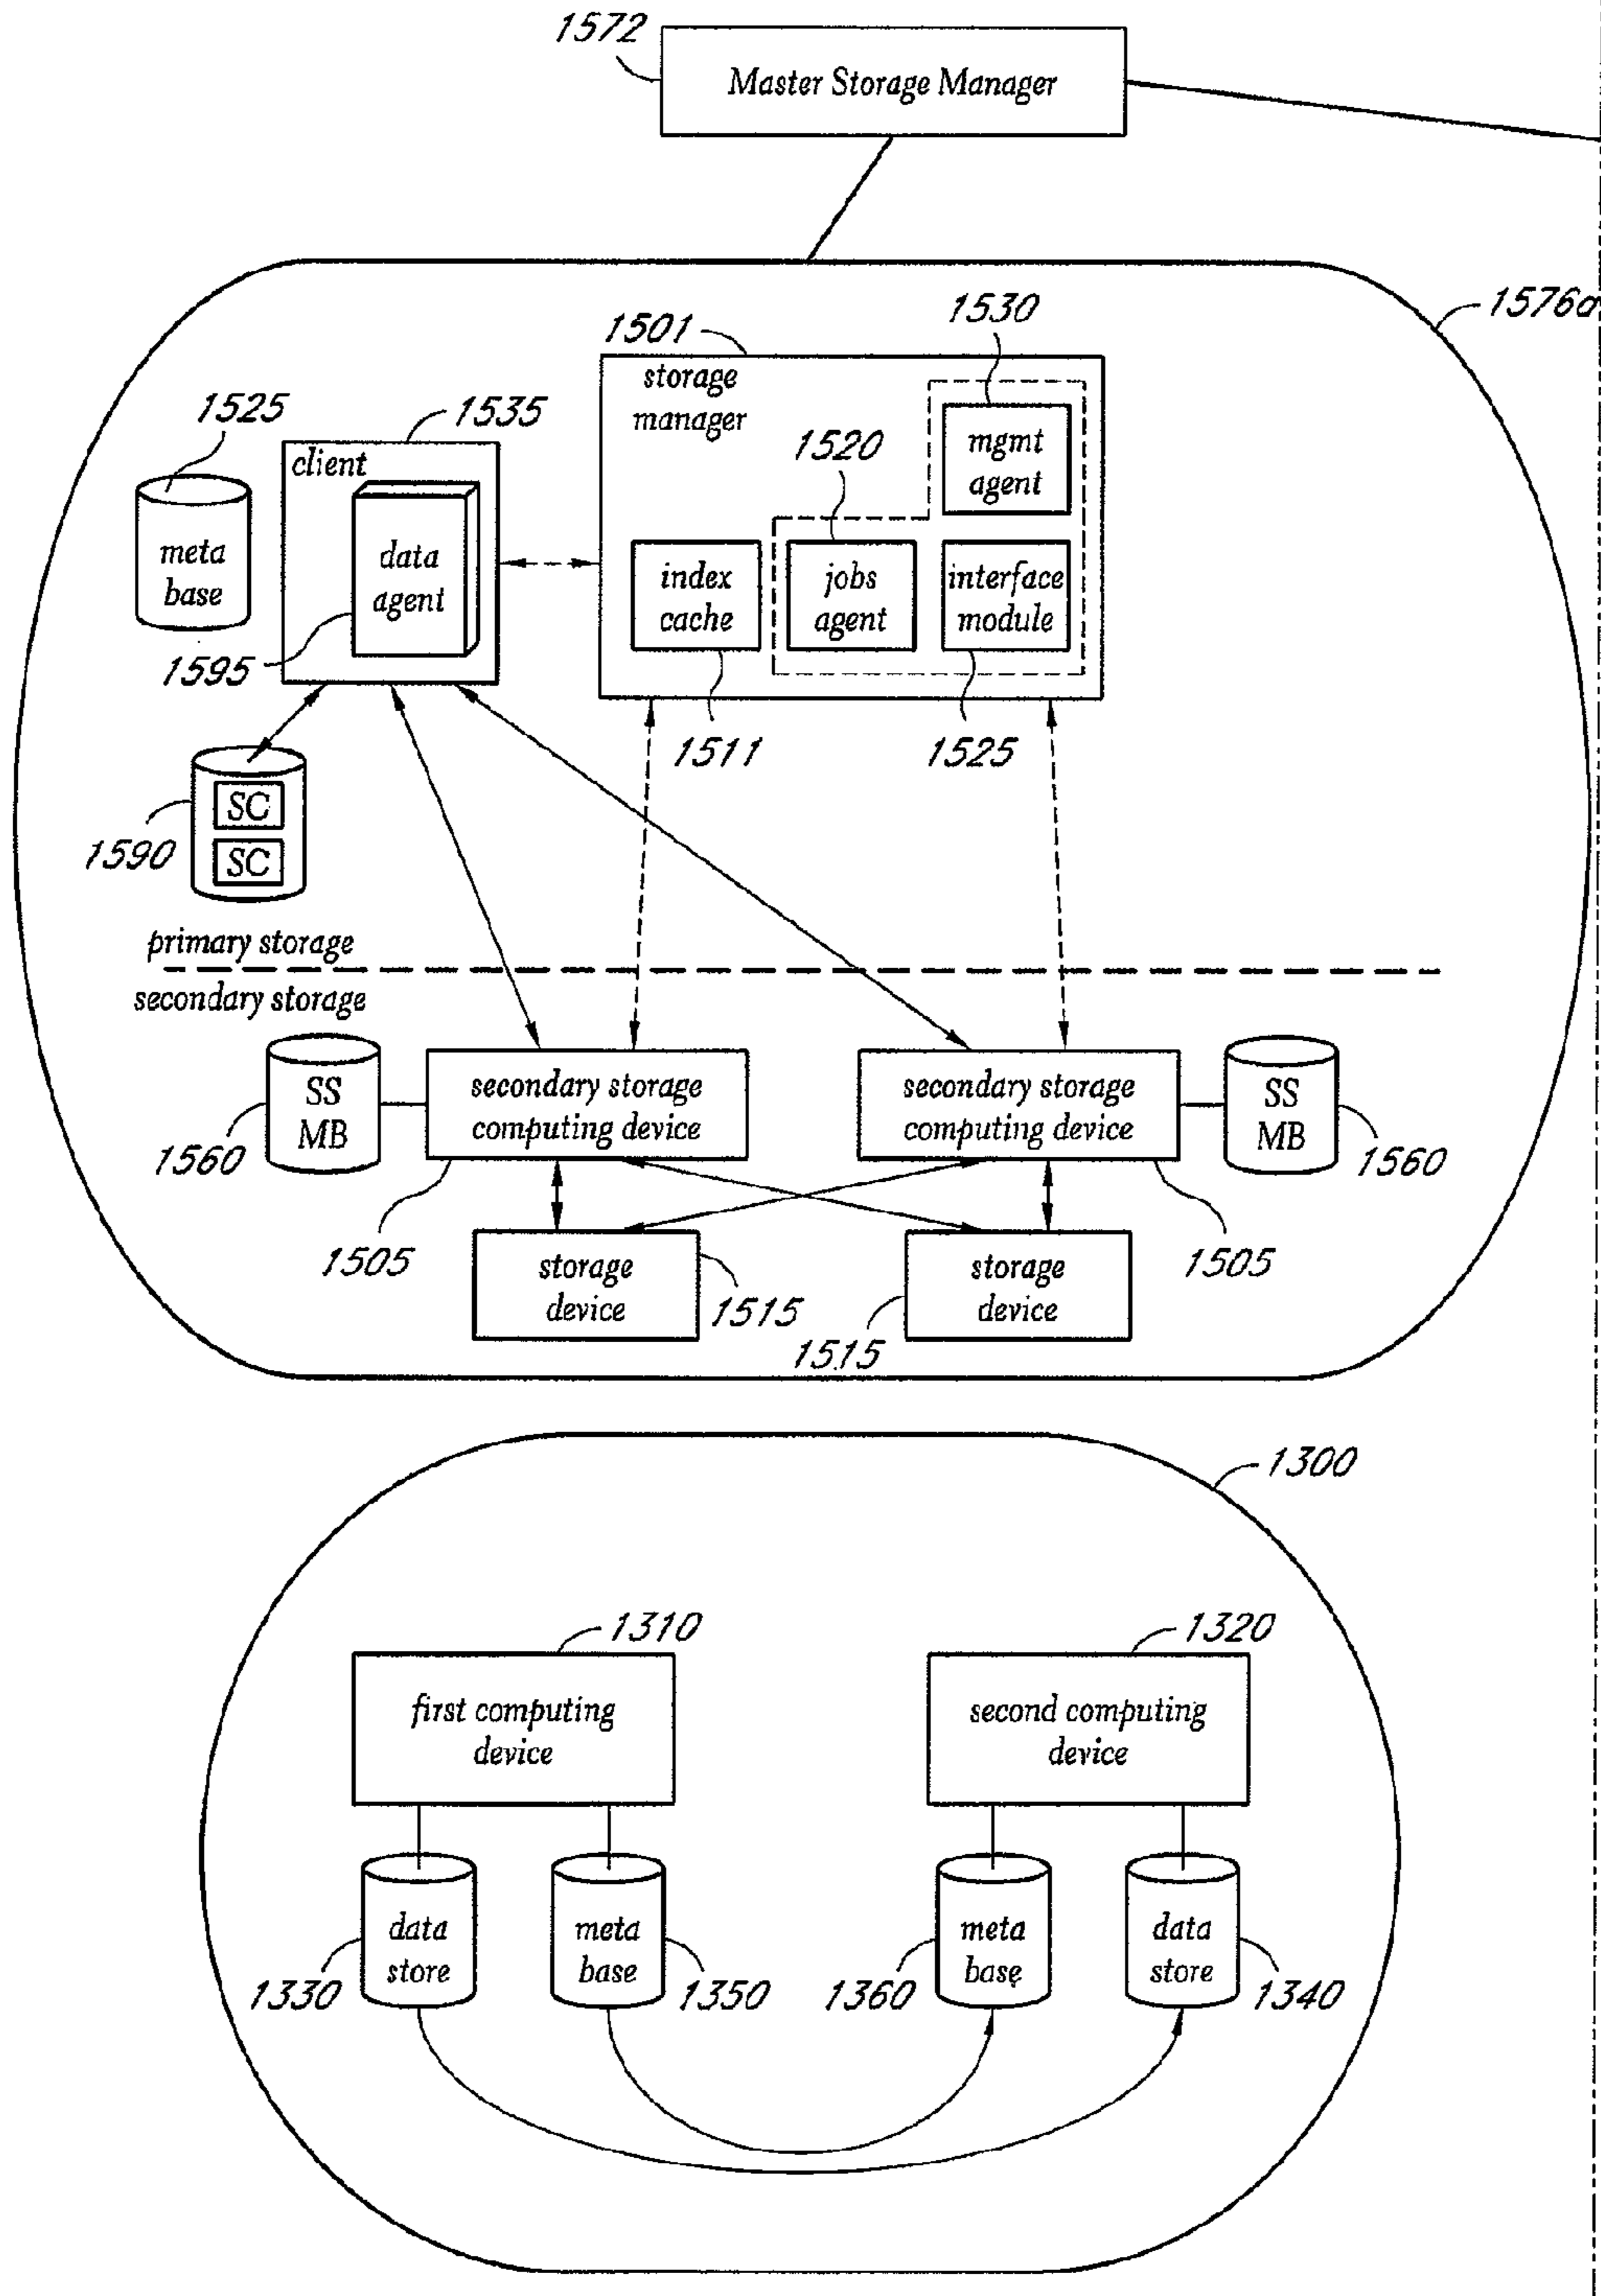 1572
Master Storage Manager
1576a
1530
1501
storage
manager
1525
1535
1520
mgmt
agent
client
meta
base
data
agent
index
cache
jobs
agent
interface
module
1595
1511
1525
SC
SC
1590
primary storage
secondary storage
SS
MB
secondary storage
computing device
secondary storage
computing device
SS
MB
1560
1560
1505
storage
device
1515
storage
device
1505
1515
1300
1310
1320
first computing
device
second computing
device
data
store
meta
base
meta
base
data
store
1330
1350
1360
1340